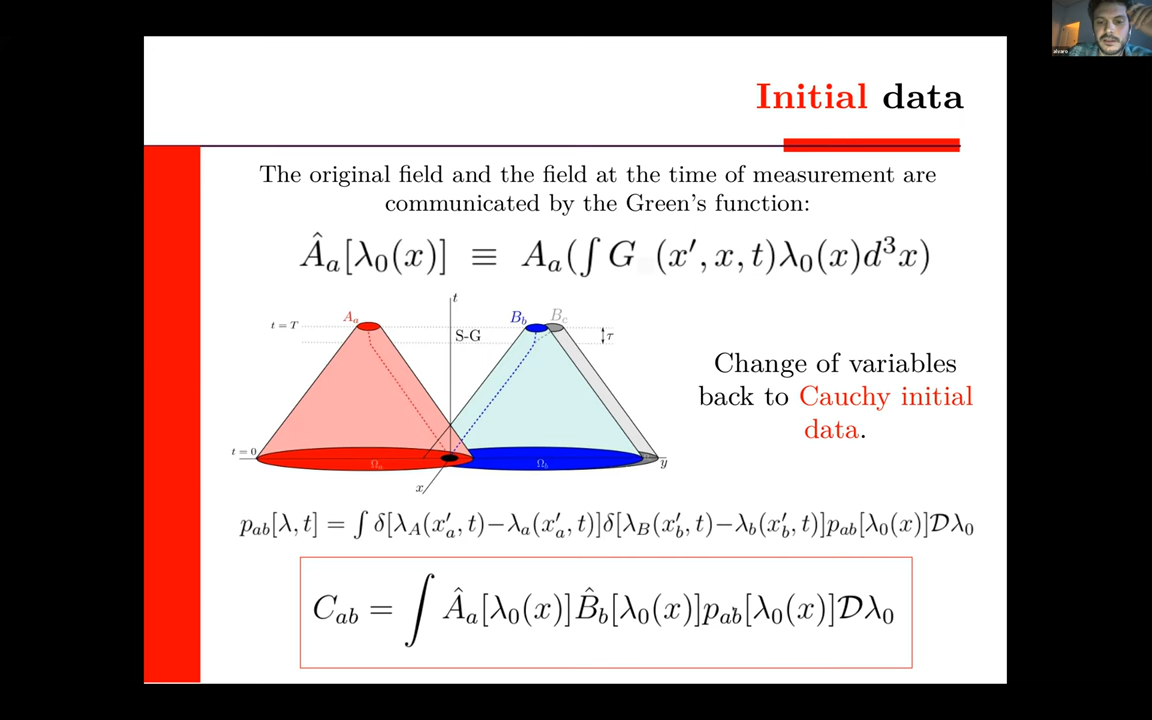 alvaro
Initial data
The original field and the field at the time of measurement are
communicated by the Green's function:
Â_a[λ_0(x)] ≡ A_a(∫ G (x′, x, t)λ_0(x)d³x)
t
t = T
A_a
B_b
B_c
S-G
τ
Change of variables
back to Cauchy initial
data.
t = 0
Ω_a
Ω_b
y
x
p_ab[λ, t] = ∫ δ[λ_A(x′_a, t)−λ_a(x′_a, t)]δ[λ_B(x′_b, t)−λ_b(x′_b, t)]p_ab[λ_0(x)]𝒟λ_0
C_ab = ∫ Â_a[λ_0(x)]B̂_b[λ_0(x)]p_ab[λ_0(x)]𝒟λ_0